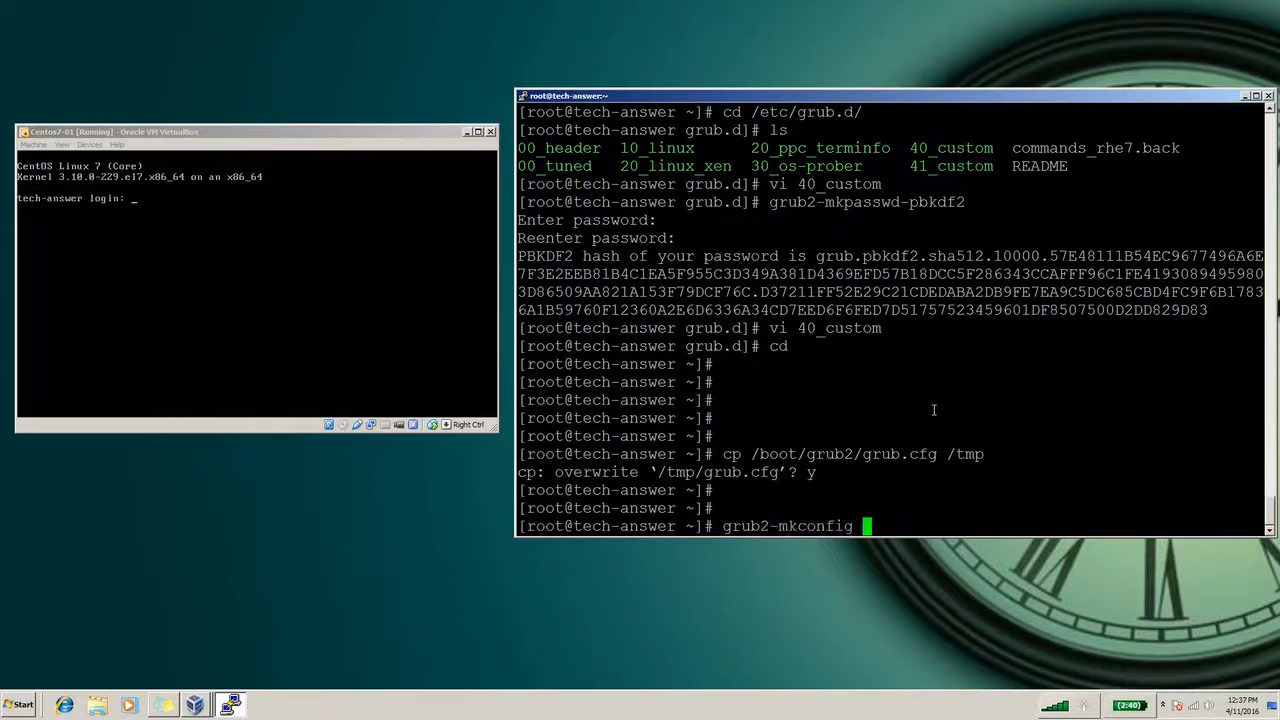 root@tech-answer:~
[root@tech-answer ~]# cd /etc/grub.d/
[root@tech-answer grub.d]# ls
00_header 10_linux 20_ppc_terminfo 40_custom commands_rhe7.back
00_tuned 20_linux_xen 30_os-prober 41_custom README
[root@tech-answer grub.d]# vi 40_custom
[root@tech-answer grub.d]# grub2-mkpasswd-pbkdf2
Enter password:
Reenter password:
PBKDF2 hash of your password is grub.pbkdf2.sha512.10000.57E48111B54EC9677496A6E
7F3E2EEB81B4C1EA5F955C3D349A381D4369EFD57B18DCC5F286343CCAFFF96C1FE4193089495980
3D86509AA821A153F79DCF76C.D37211FF52E29C21CDEDABA2DB9FE7EA9C5DC685CBD4FC9F6B1783
6A1B59760F12360A2E6D6336A34CD7EED6F6FED7D51757523459601DF8507500D2DD829D83
[root@tech-answer grub.d]# vi 40_custom
[root@tech-answer grub.d]# cd
[root@tech-answer ~]#
[root@tech-answer ~]#
[root@tech-answer ~]#
[root@tech-answer ~]#
[root@tech-answer ~]#
[root@tech-answer ~]# cp /boot/grub2/grub.cfg /tmp
cp: overwrite ‘/tmp/grub.cfg’? y
[root@tech-answer ~]#
[root@tech-answer ~]#
[root@tech-answer ~]# grub2-mkconfig
Centos7-01 [Running] - Oracle VM VirtualBox
Machine View Devices Help
CentOS Linux 7 (Core)
Kernel 3.10.0-229.el7.x86_64 on an x86_64
tech-answer login: _
Right Ctrl
Start
(2:40)
12:37 PM
4/11/2016